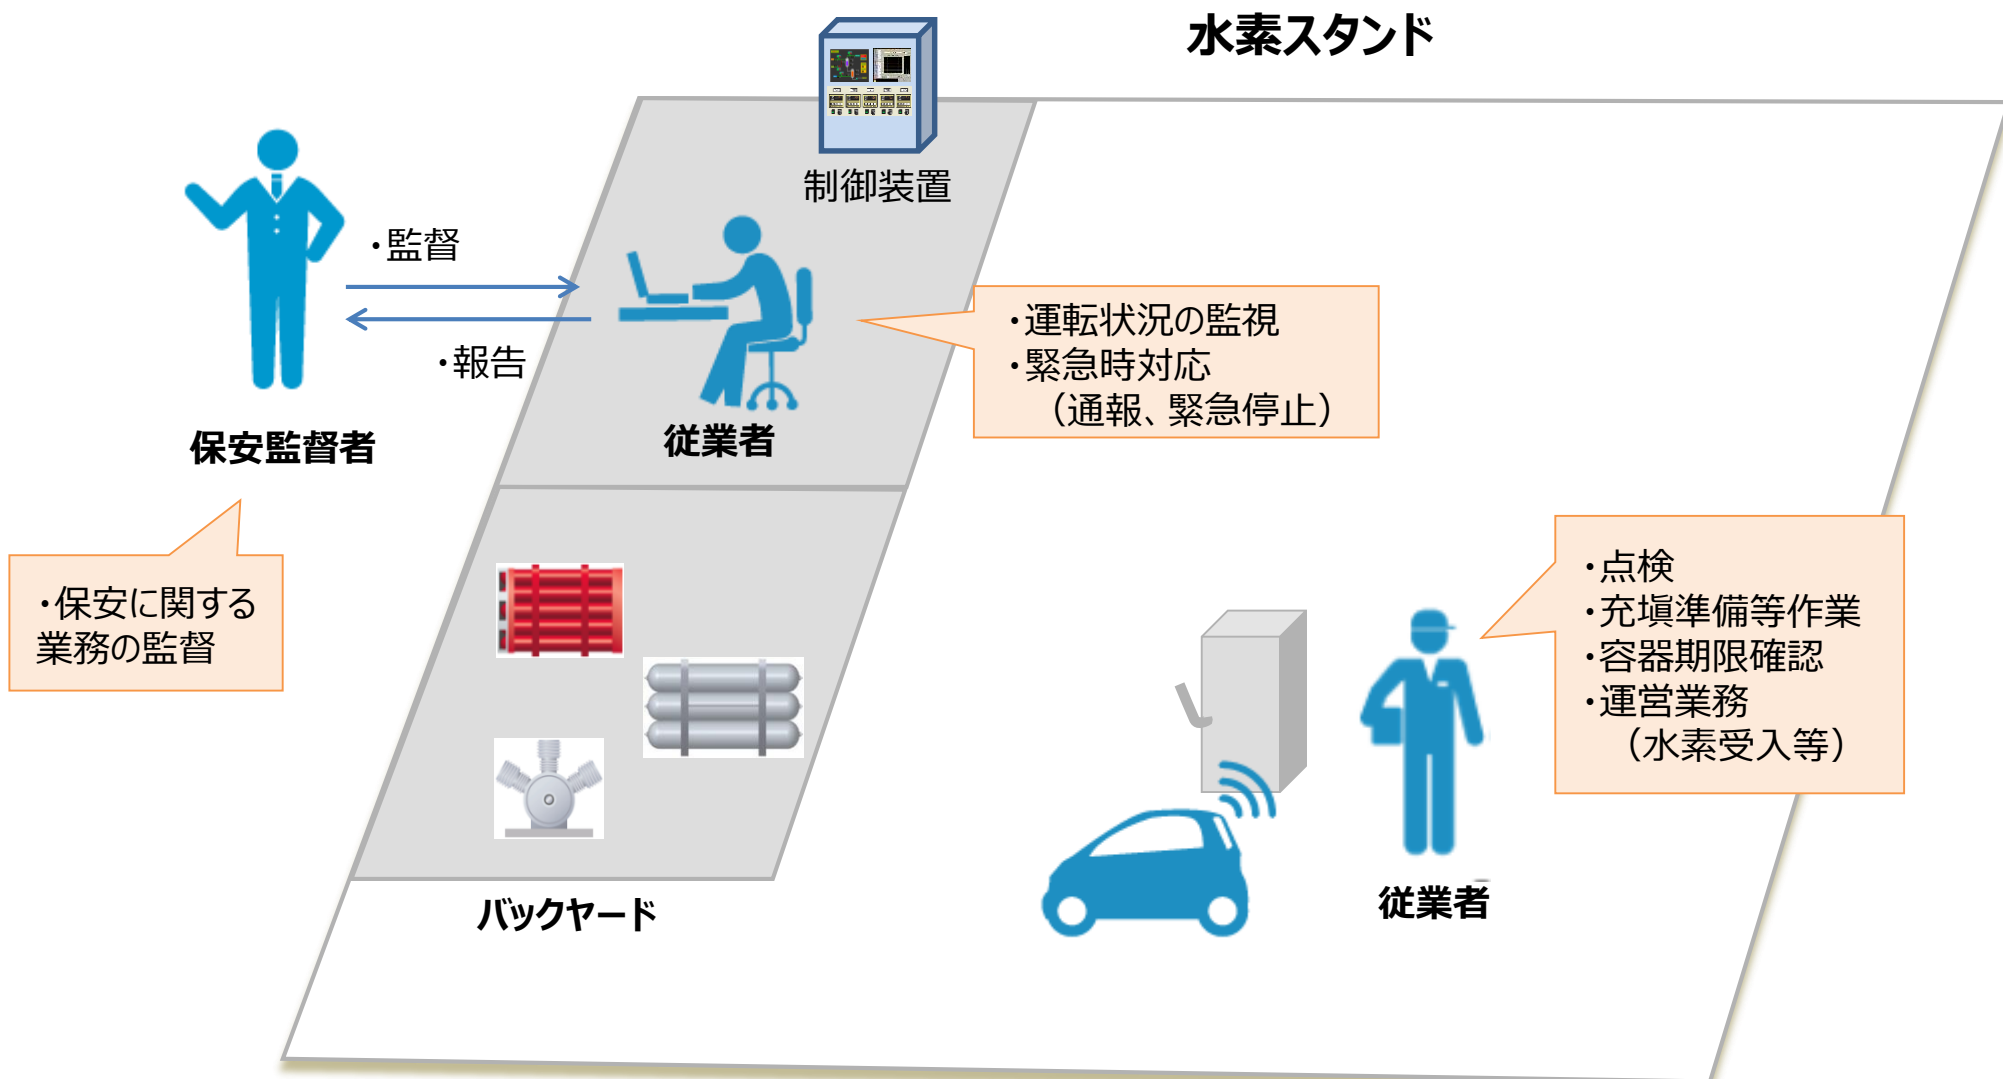 水素スタンド
制御装置
・監督
・報告
・運転状況の監視
・緊急時対応
（通報、緊急停止）
保安監督者
従業者
・保安に関する
業務の監督
・点検
・充塡準備等作業
・容器期限確認
・運営業務
（水素受入等）
従業者
バックヤード